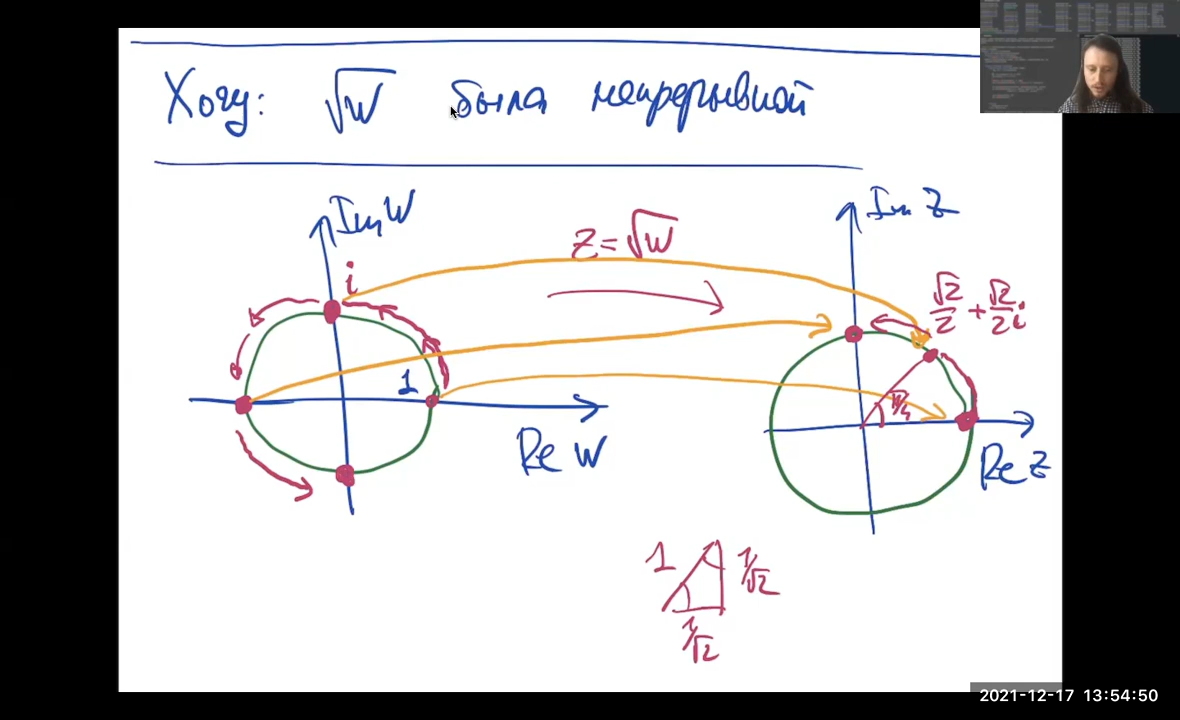 Хочу: √w была непрерывной
Im W
Im Z
z = √w
i
√2/2 + √2/2 i
1
π/4
Re W
Re z
1
1/√2
1/√2
2021-12-17 13:54:50